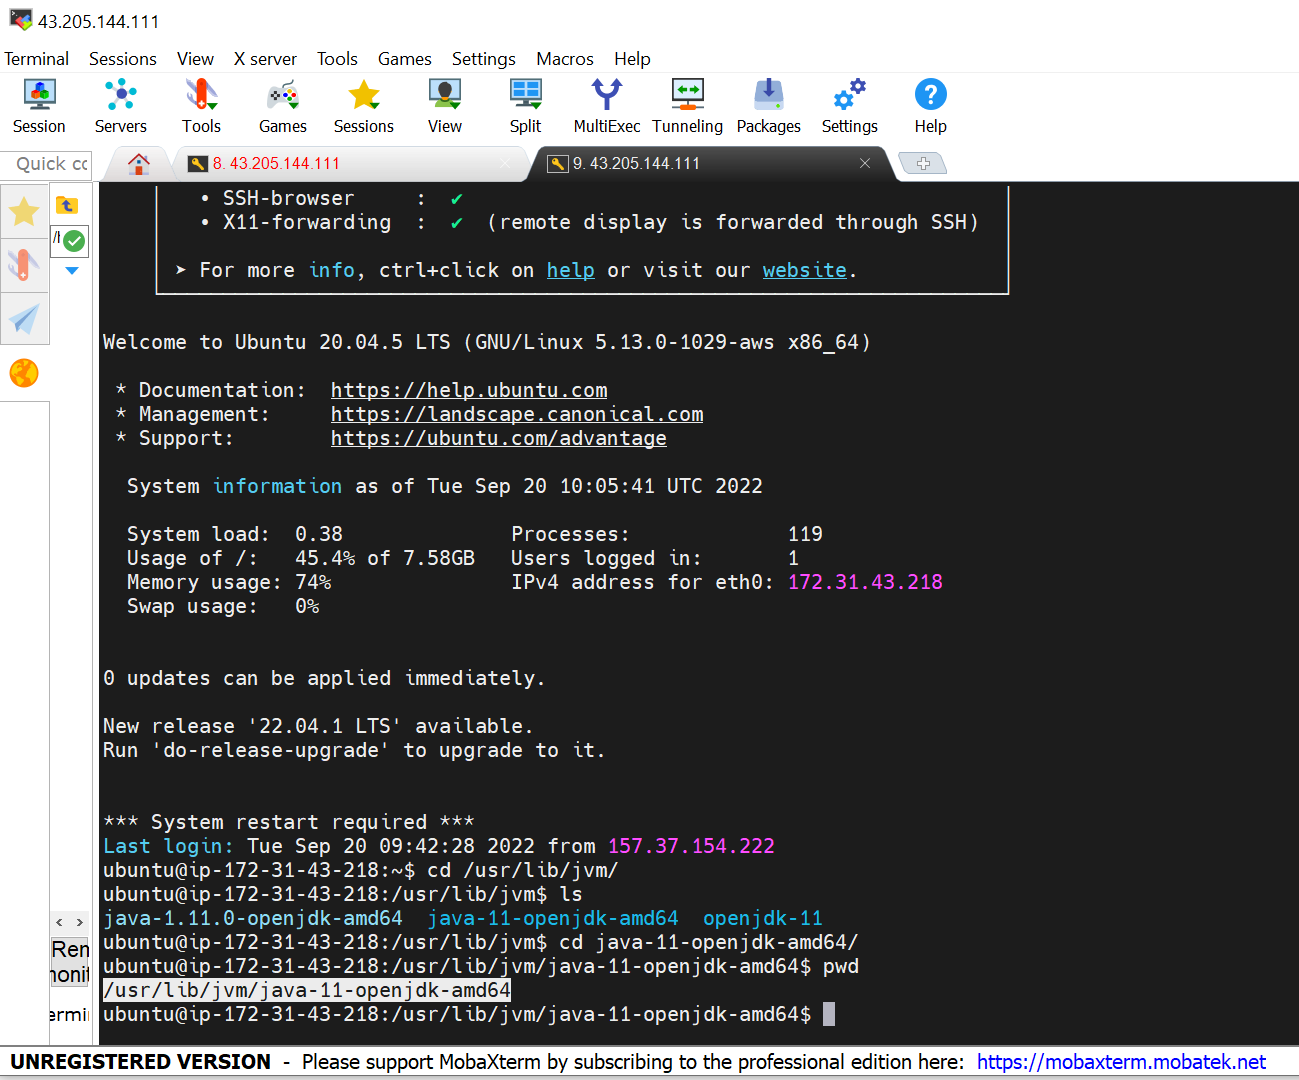 43.205.144.111
Terminal Sessions View X server Tools Games Settings Macros Help
Session Servers Tools Games Sessions View Split MultiExec Tunneling Packages Settings Help
Quick cc
8. 43.205.144.111
9. 43.205.144.111
• SSH-browser : ✔
• X11-forwarding : ✔ (remote display is forwarded through SSH)
➤ For more info, ctrl+click on help or visit our website.
Welcome to Ubuntu 20.04.5 LTS (GNU/Linux 5.13.0-1029-aws x86_64)
* Documentation: https://help.ubuntu.com
* Management: https://landscape.canonical.com
* Support: https://ubuntu.com/advantage
System information as of Tue Sep 20 10:05:41 UTC 2022
System load: 0.38 Processes: 119
Usage of /: 45.4% of 7.58GB Users logged in: 1
Memory usage: 74% IPv4 address for eth0: 172.31.43.218
Swap usage: 0%
0 updates can be applied immediately.
New release '22.04.1 LTS' available.
Run 'do-release-upgrade' to upgrade to it.
*** System restart required ***
Last login: Tue Sep 20 09:42:28 2022 from 157.37.154.222
ubuntu@ip-172-31-43-218:~$ cd /usr/lib/jvm/
ubuntu@ip-172-31-43-218:/usr/lib/jvm$ ls
java-1.11.0-openjdk-amd64 java-11-openjdk-amd64 openjdk-11
ubuntu@ip-172-31-43-218:/usr/lib/jvm$ cd java-11-openjdk-amd64/
ubuntu@ip-172-31-43-218:/usr/lib/jvm/java-11-openjdk-amd64$ pwd
/usr/lib/jvm/java-11-openjdk-amd64
ubuntu@ip-172-31-43-218:/usr/lib/jvm/java-11-openjdk-amd64$
Rem
monit
ermi
UNREGISTERED VERSION - Please support MobaXterm by subscribing to the professional edition here: https://mobaxterm.mobatek.net